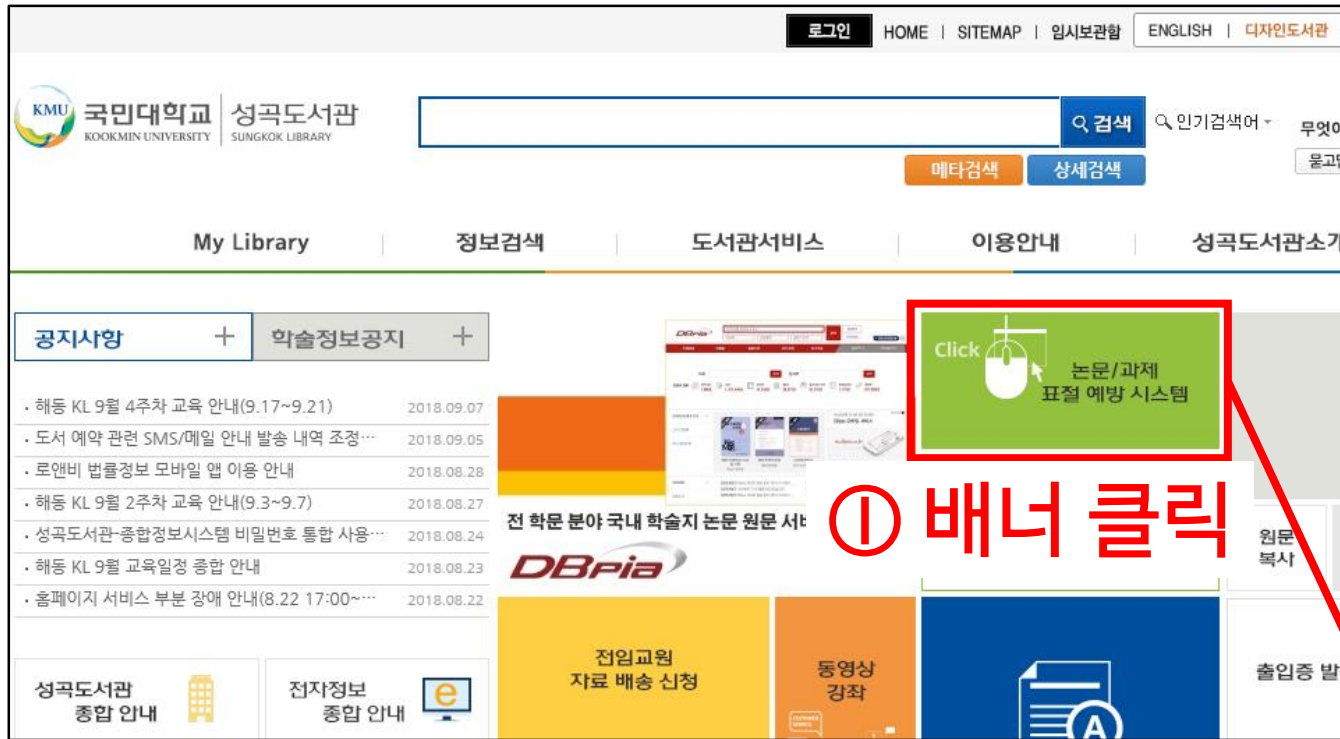 로그인 HOME | SITEMAP | 임시보관함 ENGLISH | 디자인도서관
KMU 국민대학교 성곡도서관
KOOKMIN UNIVERSITY SUNGKOK LIBRARY
검색 인기검색어
메타검색 상세검색
My Library 정보검색 도서관서비스 이용안내 성곡도서관소개
공지사항 + 학술정보공지 +
· 해동 KL 9월 4주차 교육 안내(9.17~9.21) 2018.09.07
· 도서 예약 관련 SMS/메일 안내 발송 내역 조정… 2018.09.05
· 로앤비 법률정보 모바일 앱 이용 안내 2018.08.28
· 해동 KL 9월 2주차 교육 안내(9.3~9.7) 2018.08.27
· 성곡도서관-종합정보시스템 비밀번호 통합 사용… 2018.08.24
· 해동 KL 9월 교육일정 종합 안내 2018.08.23
· 홈페이지 서비스 부분 장애 안내(8.22 17:00~… 2018.08.22
성곡도서관
종합 안내
전자정보
종합 안내
DBpia
전 학문 분야 국내 학술지 논문 원문
DBpia
Click
논문/과제
표절 예방 시스템
① 배너 클릭
원문
복사
전임교원
자료 배송 신청
동영상
강좌
A
출입증